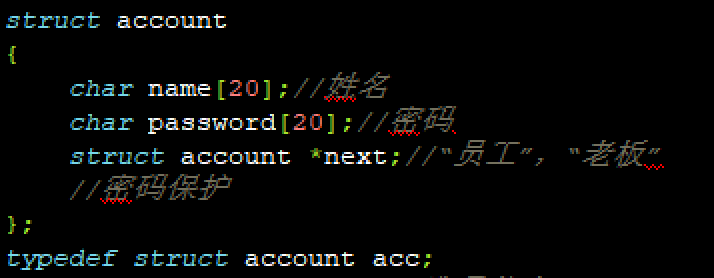 struct account
{
char name[20];//姓名
char password[20];//密码
struct account *next;//“员工”，“老板”
//密码保护
};
typedef struct account acc;